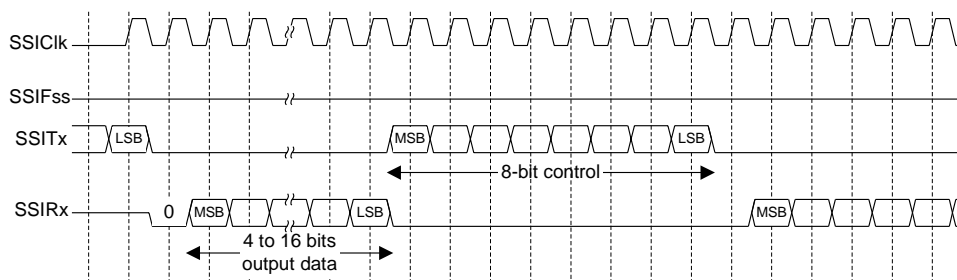 SSIClk
SSIFss
SSITx
LSB
MSB
LSB
8-bit control
SSIRx
0
MSB
LSB
MSB
4 to 16 bits
output data